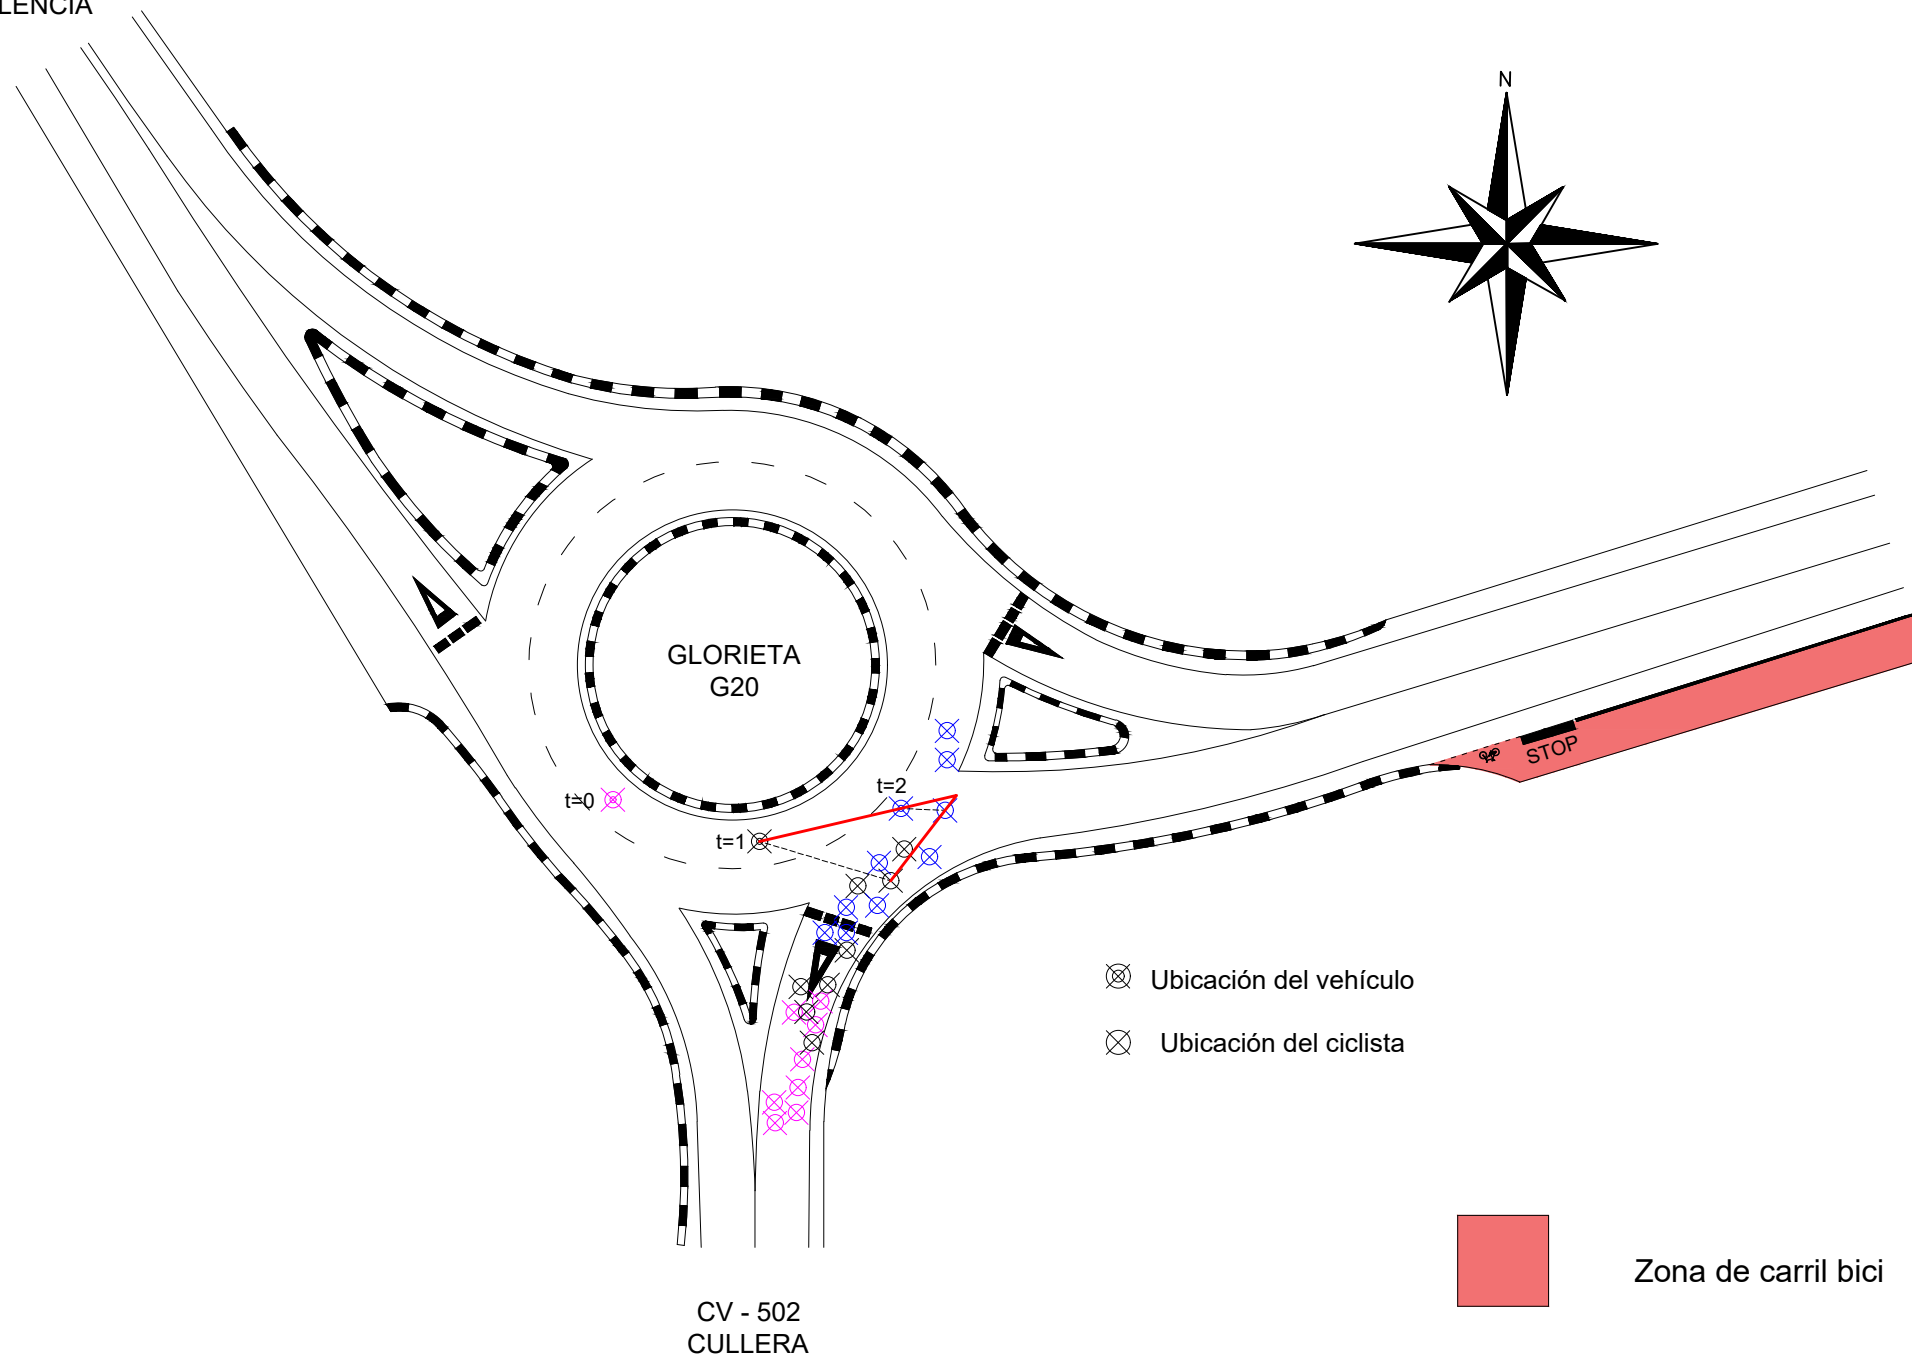 LENCIA
N
GLORIETA
G20
t=2
t=0
t=1
STOP
Ubicación del vehículo
Ubicación del ciclista
Zona de carril bici
CV - 502
CULLERA